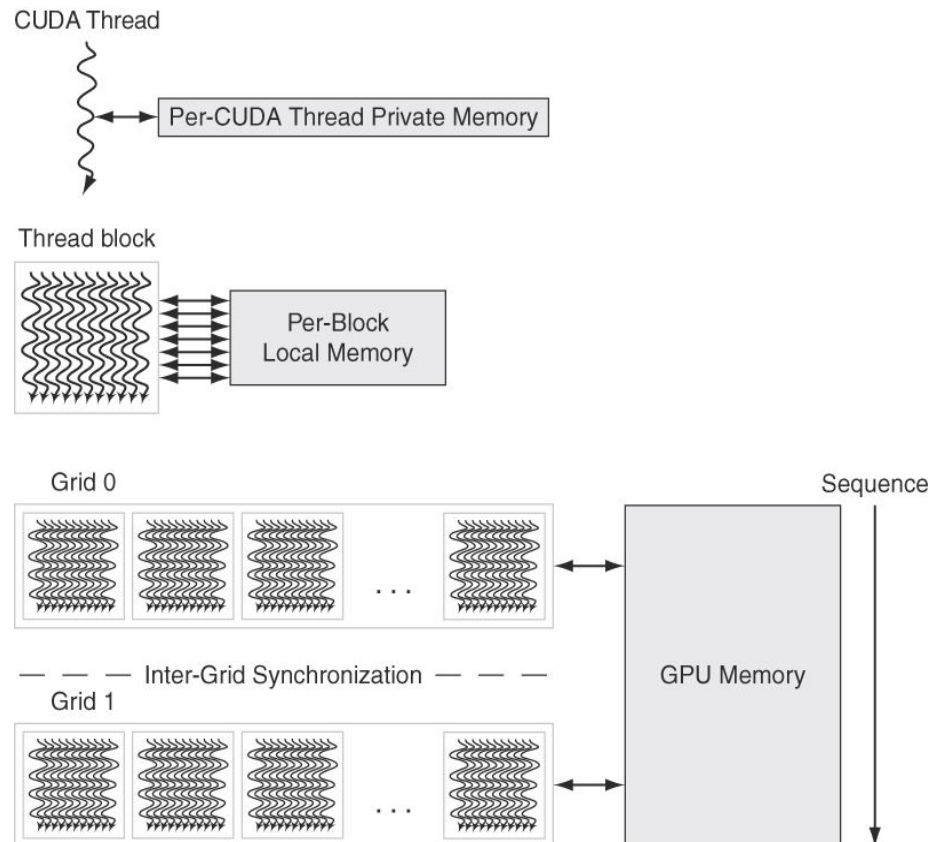 CUDA Thread
Per-CUDA Thread Private Memory
Thread block
Per-Block
Local Memory
Grid 0
Sequence
. . .
Inter-Grid Synchronization
GPU Memory
Grid 1
. . .